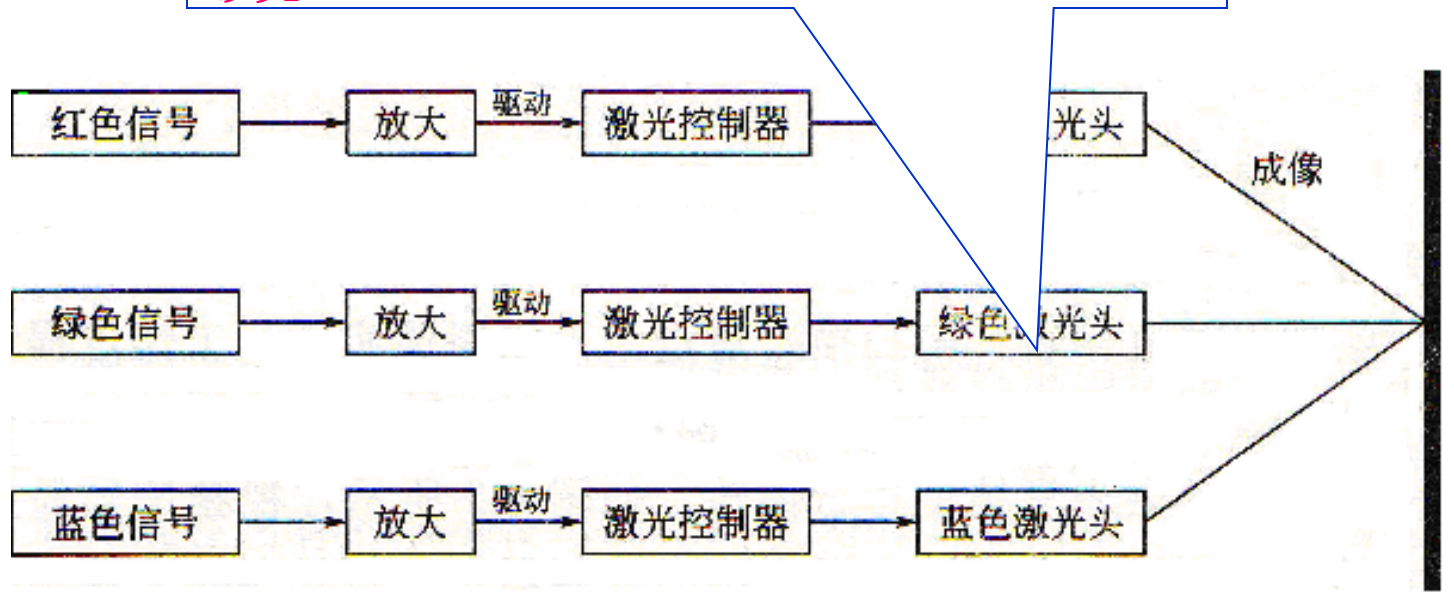 驱动
红色信号 放大 激光控制器 光头
成像
驱动
绿色信号 放大 激光控制器 绿色激光头
驱动
蓝色信号 放大 激光控制器 蓝色激光头